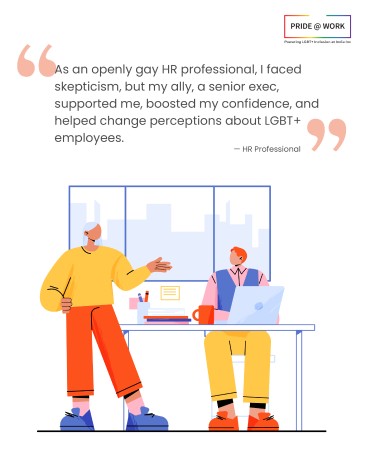 PRIDE @ WORK
“As an openly gay HR professional, I faced
skepticism, but my ally, a senior exec,
supported me, boosted my confidence, and
helped change perceptions about LGBT+
employees.”
— HR Professional